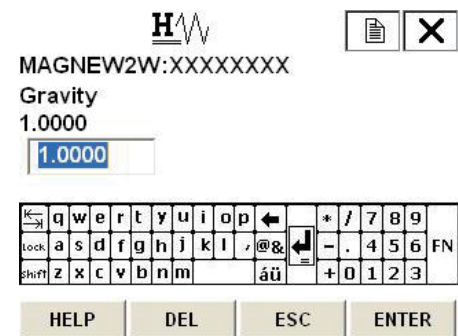 H
MAGNEW2W:XXXXXXXX
Gravity
1.0000
1.0000
q w e r t y u i o p * / 7 8 9
Lock a s d f g h j k l , @& - . 4 5 6 FN
Shift z x c v b n m áü + 0 1 2 3
HELP DEL ESC ENTER